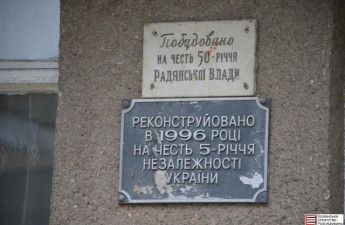 Побудовано
на честь 50-річчя
Радянської Влади
РЕКОНСТРУЙОВАНО
В 1996 РОЦІ
НА ЧЕСТЬ 5-РІЧЧЯ
НЕЗАЛЕЖНОСТІ
УКРАЇНИ